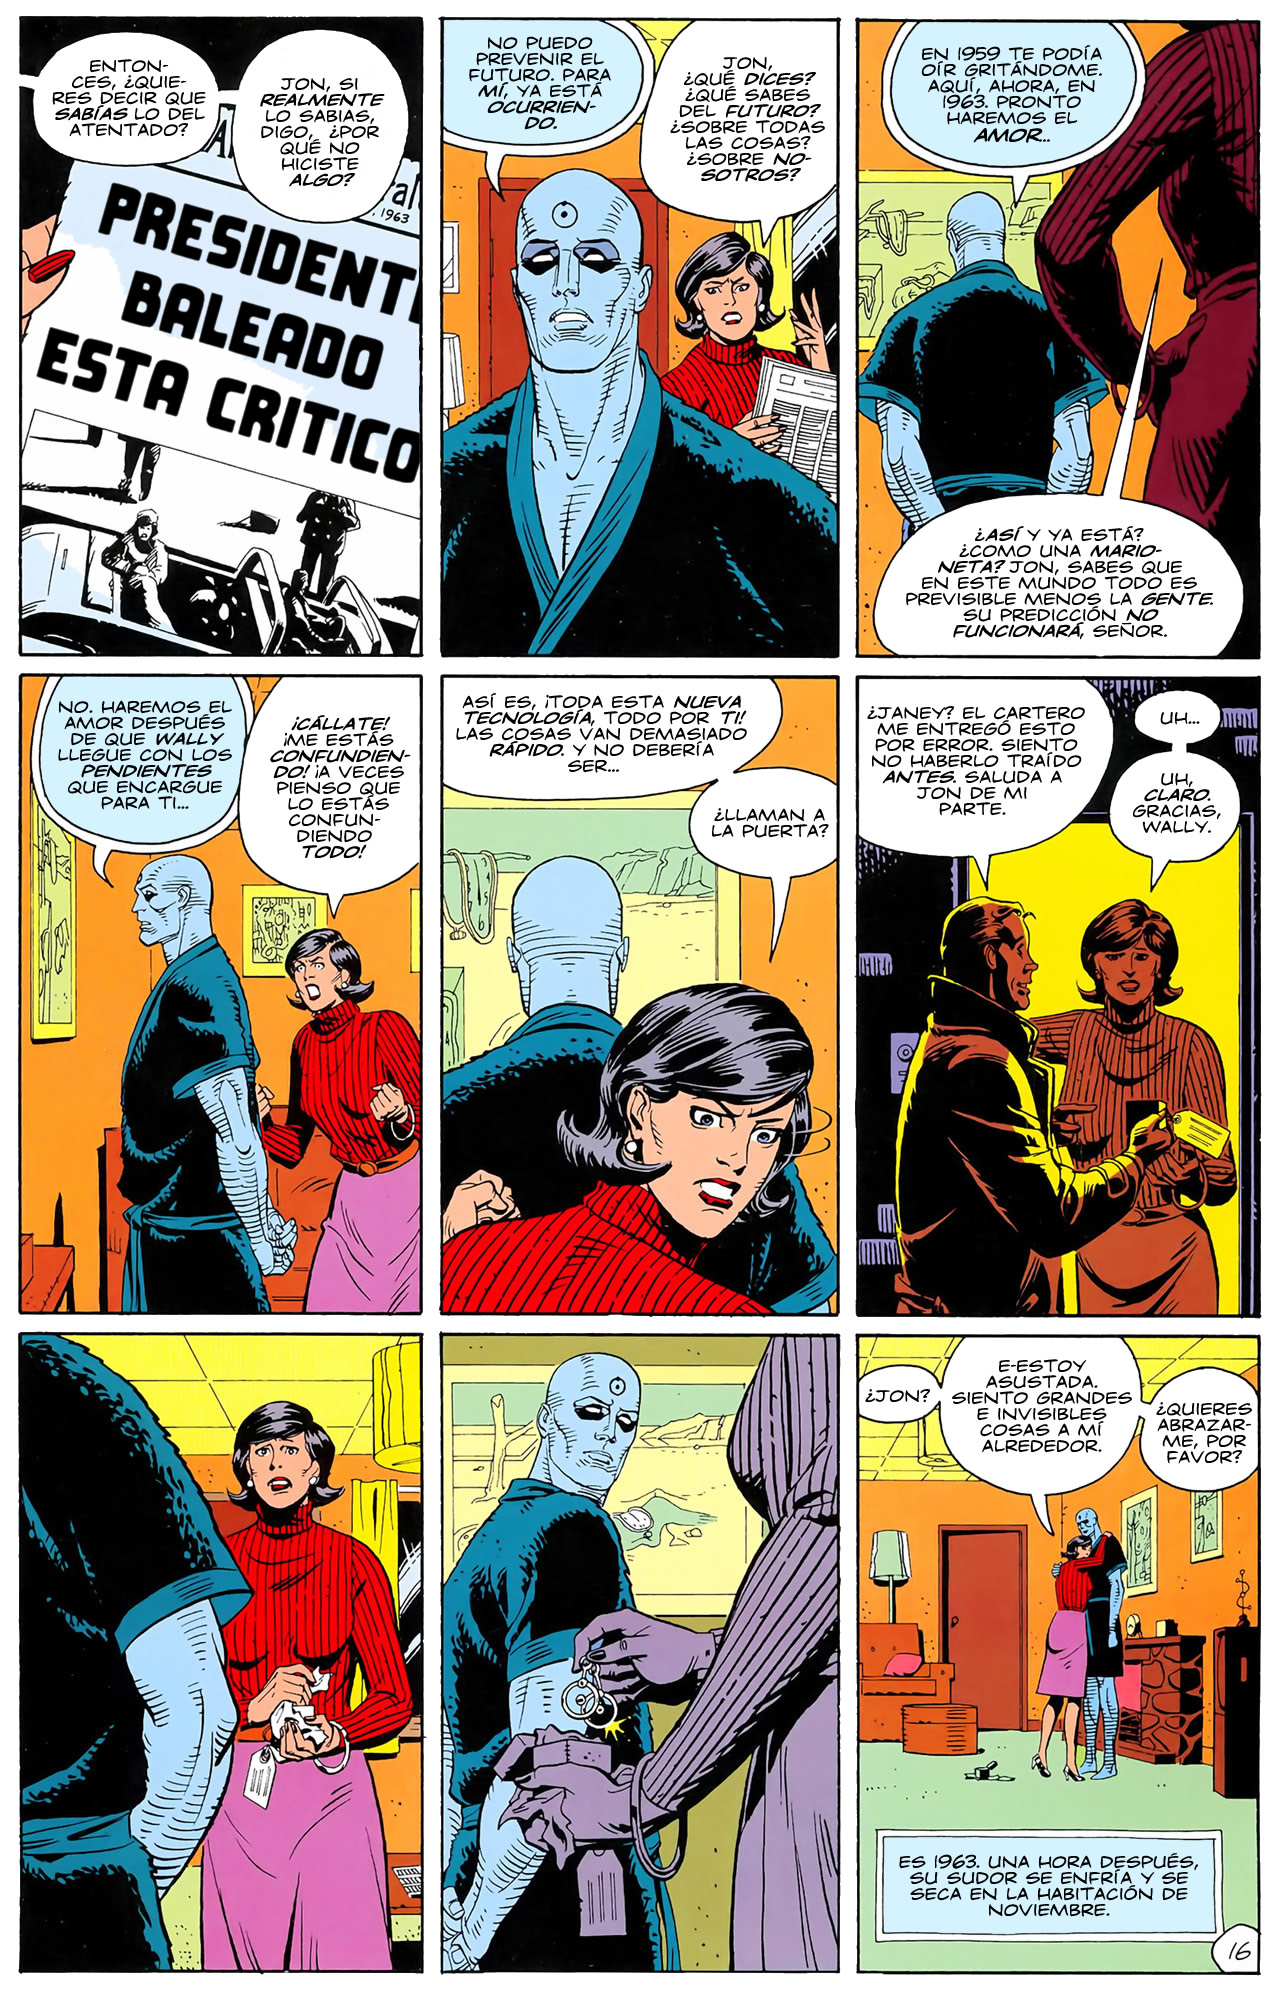 ENTON-
CES, ¿QUIE-
RES DECIR QUE
SABÍAS LO DEL
ATENTADO?
JON, SI
REALMENTE
LO SABIAS,
DIGO, ¿POR
QUÉ NO
HICISTE
ALGO?
, 1963
PRESIDENT
BALEADO
ESTA CRITICO
NO PUEDO
PREVENIR EL
FUTURO. PARA
MÍ, YA ESTÁ
OCURRIEN-
DO.
JON,
¿QUÉ DICES?
¿QUÉ SABES
DEL FUTURO?
¿SOBRE TODAS
LAS COSAS?
¿SOBRE NO-
SOTROS?
EN 1959 TE PODÍA
OÍR GRITÁNDOME.
AQUÍ, AHORA, EN
1963. PRONTO
HAREMOS EL
AMOR...
¿ASÍ Y YA ESTÁ?
¿COMO UNA MARIO-
NETA? JON, SABES QUE
EN ESTE MUNDO TODO ES
PREVISIBLE MENOS LA GENTE.
SU PREDICCIÓN NO
FUNCIONARÁ, SEÑOR.
NO. HAREMOS EL
AMOR DESPUÉS
DE QUE WALLY
LLEGUE CON LOS
PENDIENTES
QUE ENCARGUE
PARA TI...
¡CÁLLATE!
¡ME ESTÁS
CONFUNDIEN-
DO! ¡A VECES
PIENSO QUE
LO ESTÁS
CONFUN-
DIENDO
TODO!
ASÍ ES, ¡TODA ESTA NUEVA
TECNOLOGÍA, TODO POR TI!
LAS COSAS VAN DEMASIADO
RÁPIDO. Y NO DEBERÍA
SER...
¿LLAMAN A
LA PUERTA?
¿JANEY? EL CARTERO
ME ENTREGÓ ESTO
POR ERROR. SIENTO
NO HABERLO TRAÍDO
ANTES. SALUDA A
JON DE MI
PARTE.
UH...
UH,
CLARO.
GRACIAS,
WALLY.
¿JON?
E-ESTOY
ASUSTADA.
SIENTO GRANDES
E INVISIBLES
COSAS A MÍ
ALREDEDOR.
¿QUIERES
ABRAZAR-
ME, POR
FAVOR?
ES 1963. UNA HORA DESPUÉS,
SU SUDOR SE ENFRÍA Y SE
SECA EN LA HABITACIÓN DE
NOVIEMBRE.
16